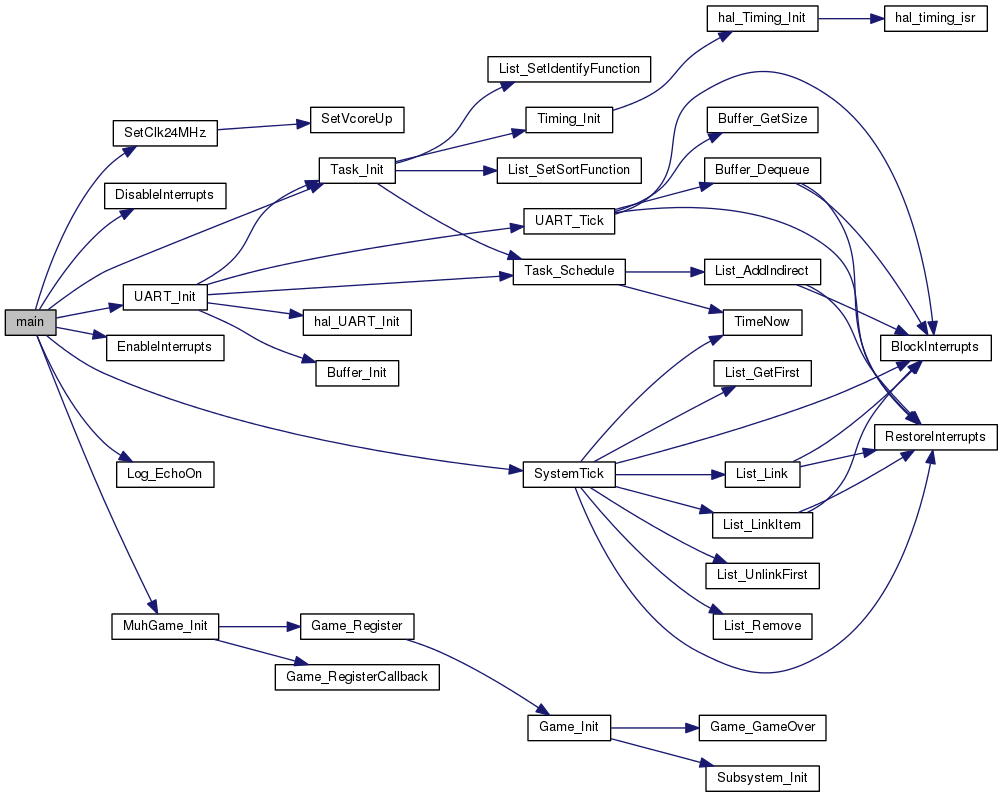 hal_Timing_Init
hal_timing_isr
List_SetIdentifyFunction
SetVcoreUp
Timing_Init
Buffer_GetSize
SetClk24MHz
Task_Init
List_SetSortFunction
Buffer_Dequeue
DisableInterrupts
UART_Tick
Task_Schedule
List_AddIndirect
UART_Init
main
hal_UART_Init
TimeNow
EnableInterrupts
BlockInterrupts
Buffer_Init
List_GetFirst
RestoreInterrupts
Log_EchoOn
SystemTick
List_Link
List_LinkItem
List_UnlinkFirst
MuhGame_Init
Game_Register
List_Remove
Game_RegisterCallback
Game_Init
Game_GameOver
Subsystem_Init